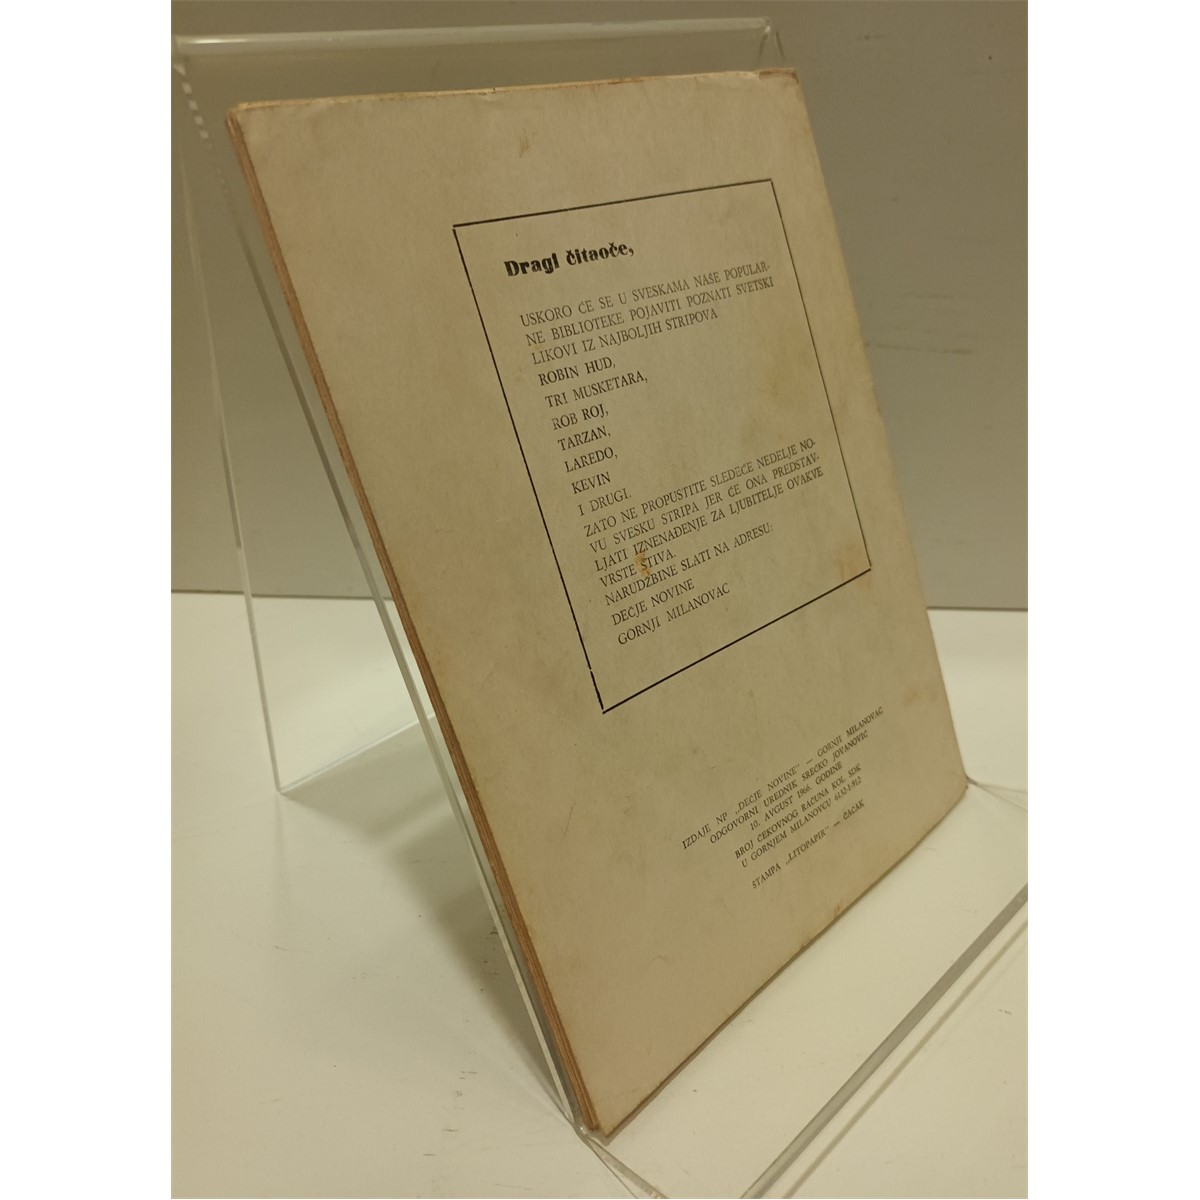 Dragi čitaoče,
USKORO ĆE SE U SVESKAMA NAŠE POPULAR-
NE BIBLIOTEKE POJAVITI POZNATI SVETSKI
LIKOVI IZ NAJBOLJIH STRIPOVA
ROBIN HUD,
TRI MUSKETARA,
ROB ROJ,
TARZAN,
LAREDO,
KEVIN
I DRUGI.
ZATO NE PROPUSTITE SLEDEĆE NEDELJE NO-
VU SVESKU STRIPA JER ĆE ONA PREDSTAV-
LJATI IZNENAĐENJE ZA LJUBITELJE OVAKVE
VRSTE ŠTIVA.
NARUDŽBINE SLATI NA ADRESU:
DEČJE NOVINE
GORNJI MILANOVAC
IZDAJE NP „DEČJE NOVINE" — GORNJI MILANOVAC
ODGOVORNI UREDNIK SREĆKO JOVANOVIĆ
10. AVGUST 1966. GODINE
BROJ ČEKOVNOG RAČUNA KOL. SDK
U GORNJEM MILANOVCU 6132-1-912
ŠTAMPA „LITOPAPIR" — ČAČAK